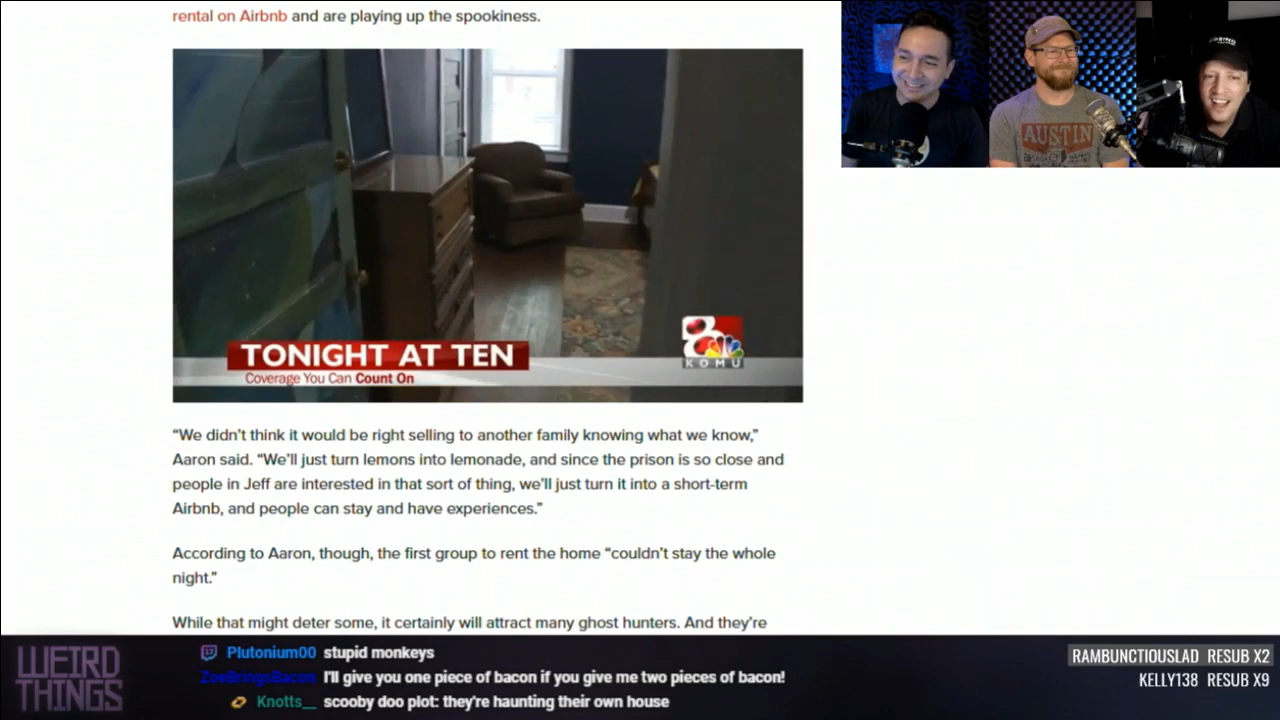 rental on Airbnb and are playing up the spookiness.
AUSTIN
TONIGHT AT TEN
Coverage You Can Count On
8
KOMU
“We didn’t think it would be right selling to another family knowing what we know,”
Aaron said. “We’ll just turn lemons into lemonade, and since the prison is so close and
people in Jeff are interested in that sort of thing, we’ll just turn it into a short-term
Airbnb, and people can stay and have experiences.”
According to Aaron, though, the first group to rent the home “couldn’t stay the whole
night.”
While that might deter some, it certainly will attract many ghost hunters. And they’re
WEIRD
THINGS
Plutonium00 stupid monkeys
ZoeBringsBacon I'll give you one piece of bacon if you give me two pieces of bacon!
Knotts__ scooby doo plot: they're haunting their own house
RAMBUNCTIOUSLAD RESUB X2
KELLY138 RESUB X9